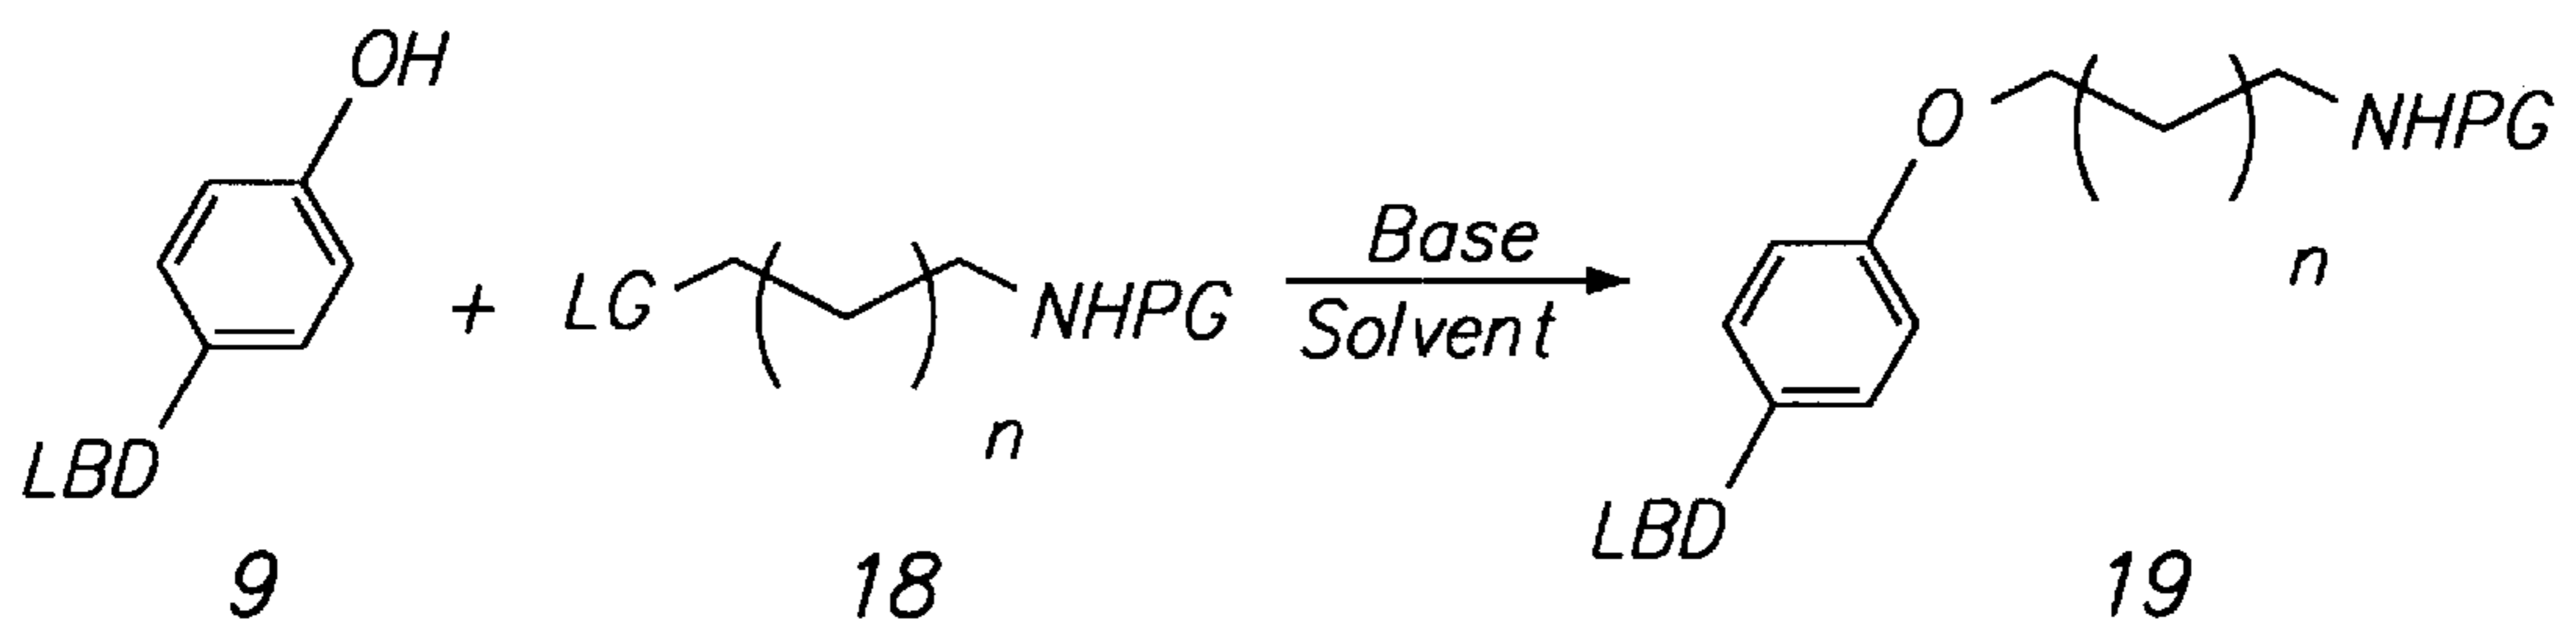 OH
+
LG
NHPG
n
LBD
9
18
Base
Solvent
O
NHPG
n
LBD
19